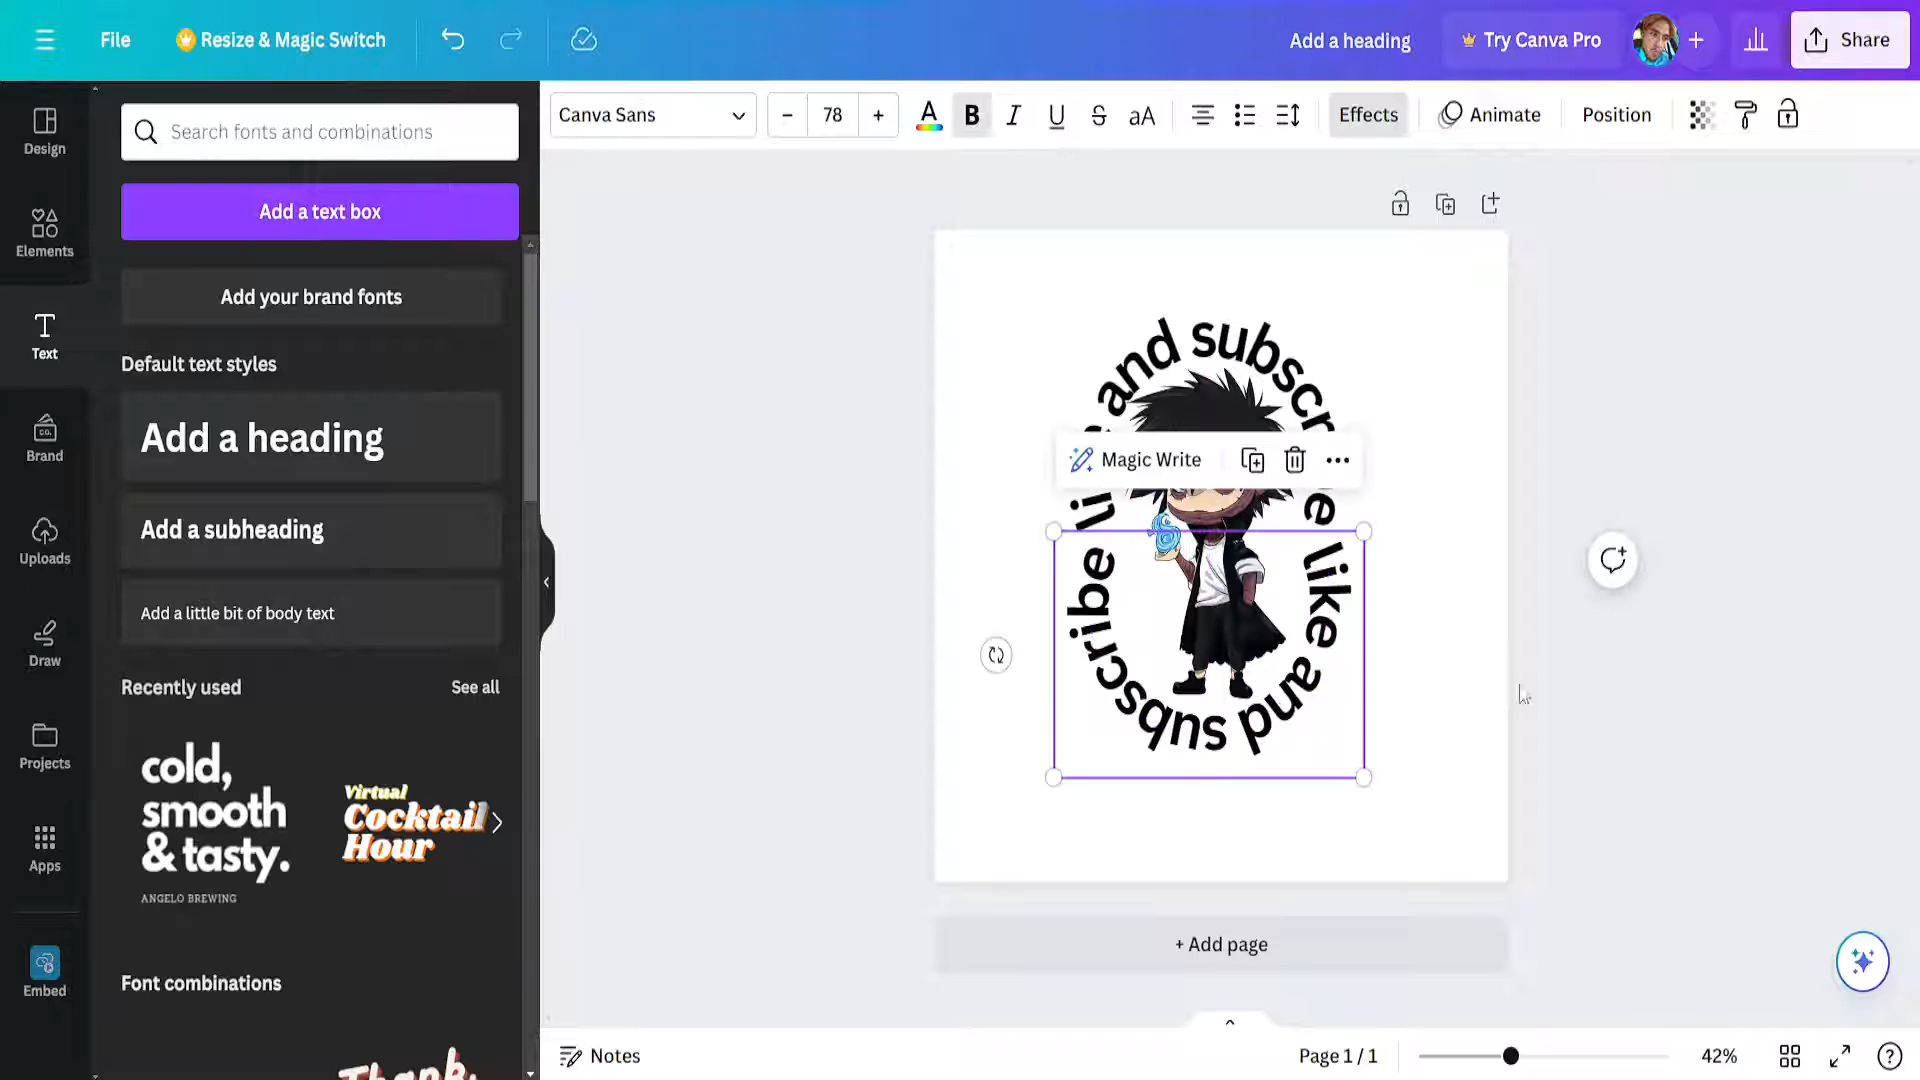 File
Resize & Magic Switch
Add a heading
Try Canva Pro
Share
Design
Elements
Text
Brand
Uploads
Draw
Projects
Apps
Embed
Search fonts and combinations
Add a text box
Add your brand fonts
Default text styles
Add a heading
Add a subheading
Add a little bit of body text
Recently used
See all
cold,
smooth
& tasty.
ANGELO BREWING
Virtual
Cocktail
Hour
Font combinations
Thank
Canva Sans
- 78 +
A B I U S aA
Effects
Animate
Position
and subscr
Magic Write
li
e
like and subscribe
+ Add page
Notes
Page 1 / 1
42%